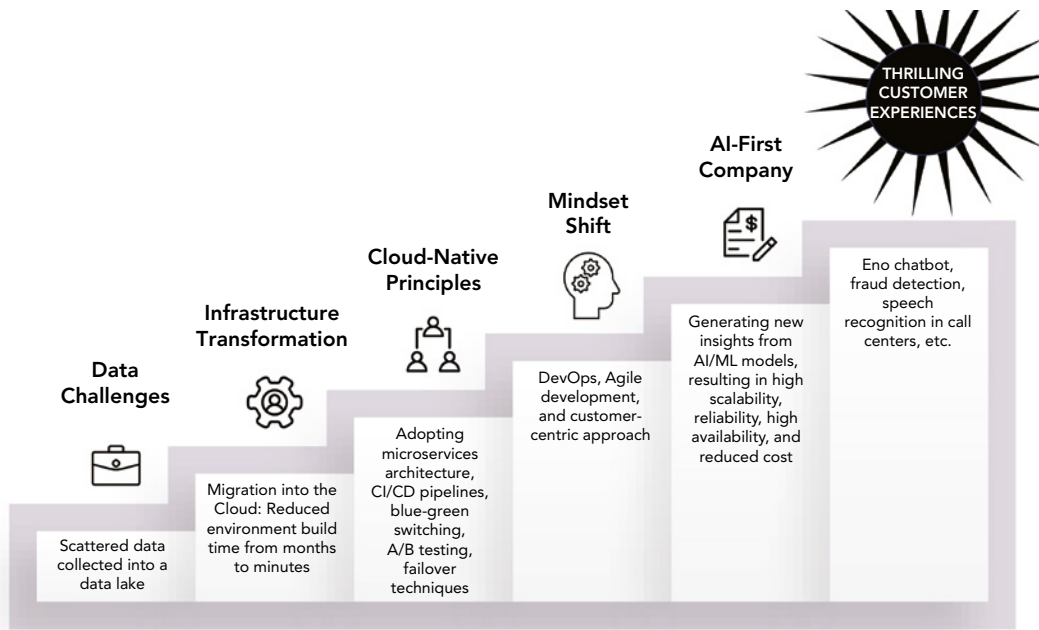 THRILLING
CUSTOMER
EXPERIENCES
AI-First
Company
Mindset
Shift
Cloud-Native
Principles
Infrastructure
Transformation
Data
Challenges
Scattered data
collected into a
data lake
Migration into the
Cloud: Reduced
environment build
time from months
to minutes
Adopting
microservices
architecture,
CI/CD pipelines,
blue-green
switching,
A/B testing,
failover
techniques
DevOps, Agile
development,
and customer-
centric approach
Generating new
insights from
AI/ML models,
resulting in high
scalability,
reliability, high
availability, and
reduced cost
Eno chatbot,
fraud detection,
speech
recognition in call
centers, etc.
$